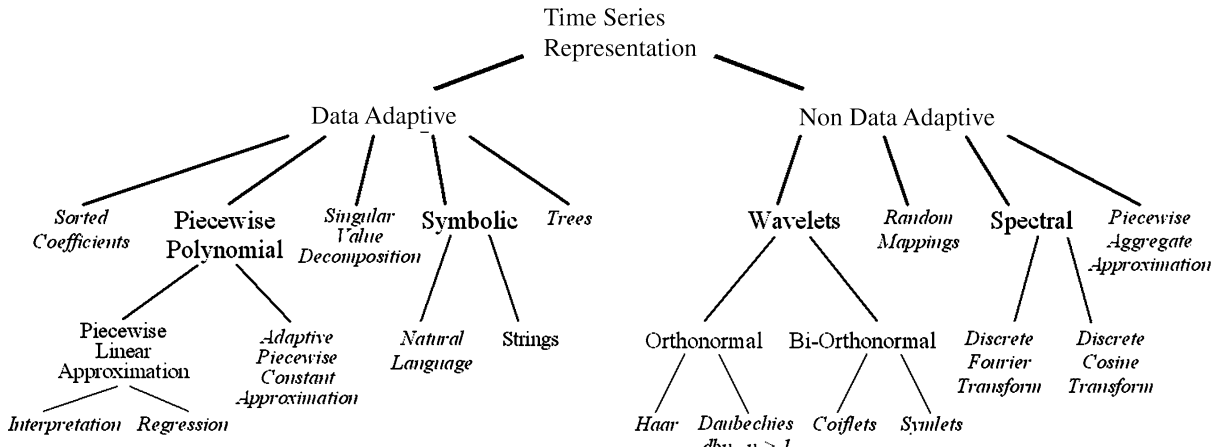 Time Series
Representation
Data Adaptive
Non Data Adaptive
Sorted
Coefficients
Piecewise
Polynomial
Singular
Value
Decomposition
Symbolic
Trees
Wavelets
Random
Mappings
Spectral
Piecewise
Aggregate
Approximation
Piecewise
Linear
Approximation
Adaptive
Piecewise
Constant
Approximation
Natural
Language
Strings
Orthonormal
Bi-Orthonormal
Discrete
Fourier
Transform
Discrete
Cosine
Transform
Interpretation
Regression
Haar
Daubechies
Coiflets
Symlets